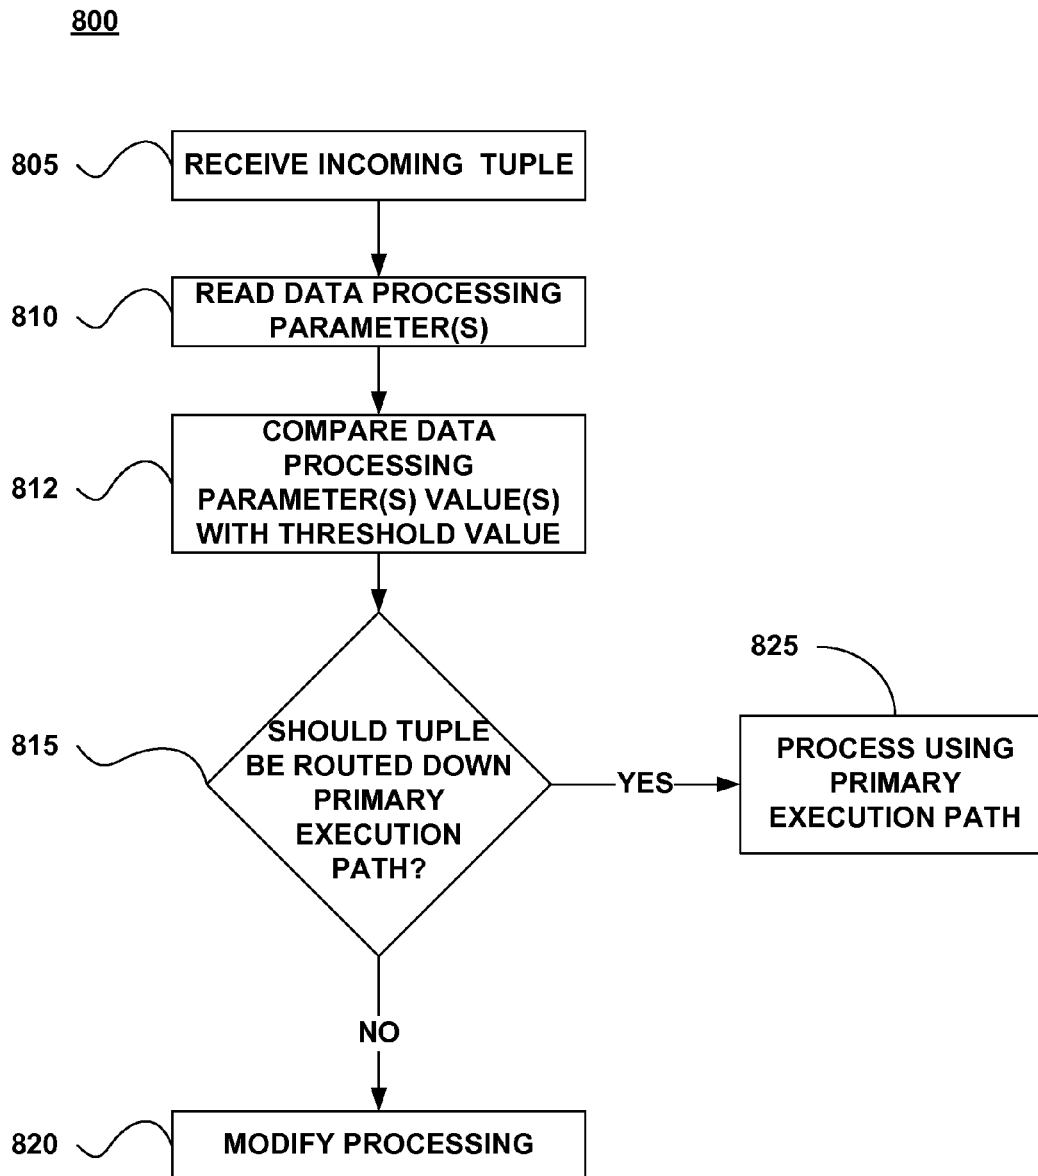 800
805
RECEIVE INCOMING TUPLE
810
READ DATA PROCESSING
PARAMETER(S)
812
COMPARE DATA
PROCESSING
PARAMETER(S) VALUE(S)
WITH THRESHOLD VALUE
815
SHOULD TUPLE
BE ROUTED DOWN
PRIMARY
EXECUTION
PATH?
YES
825
PROCESS USING
PRIMARY
EXECUTION PATH
NO
820
MODIFY PROCESSING